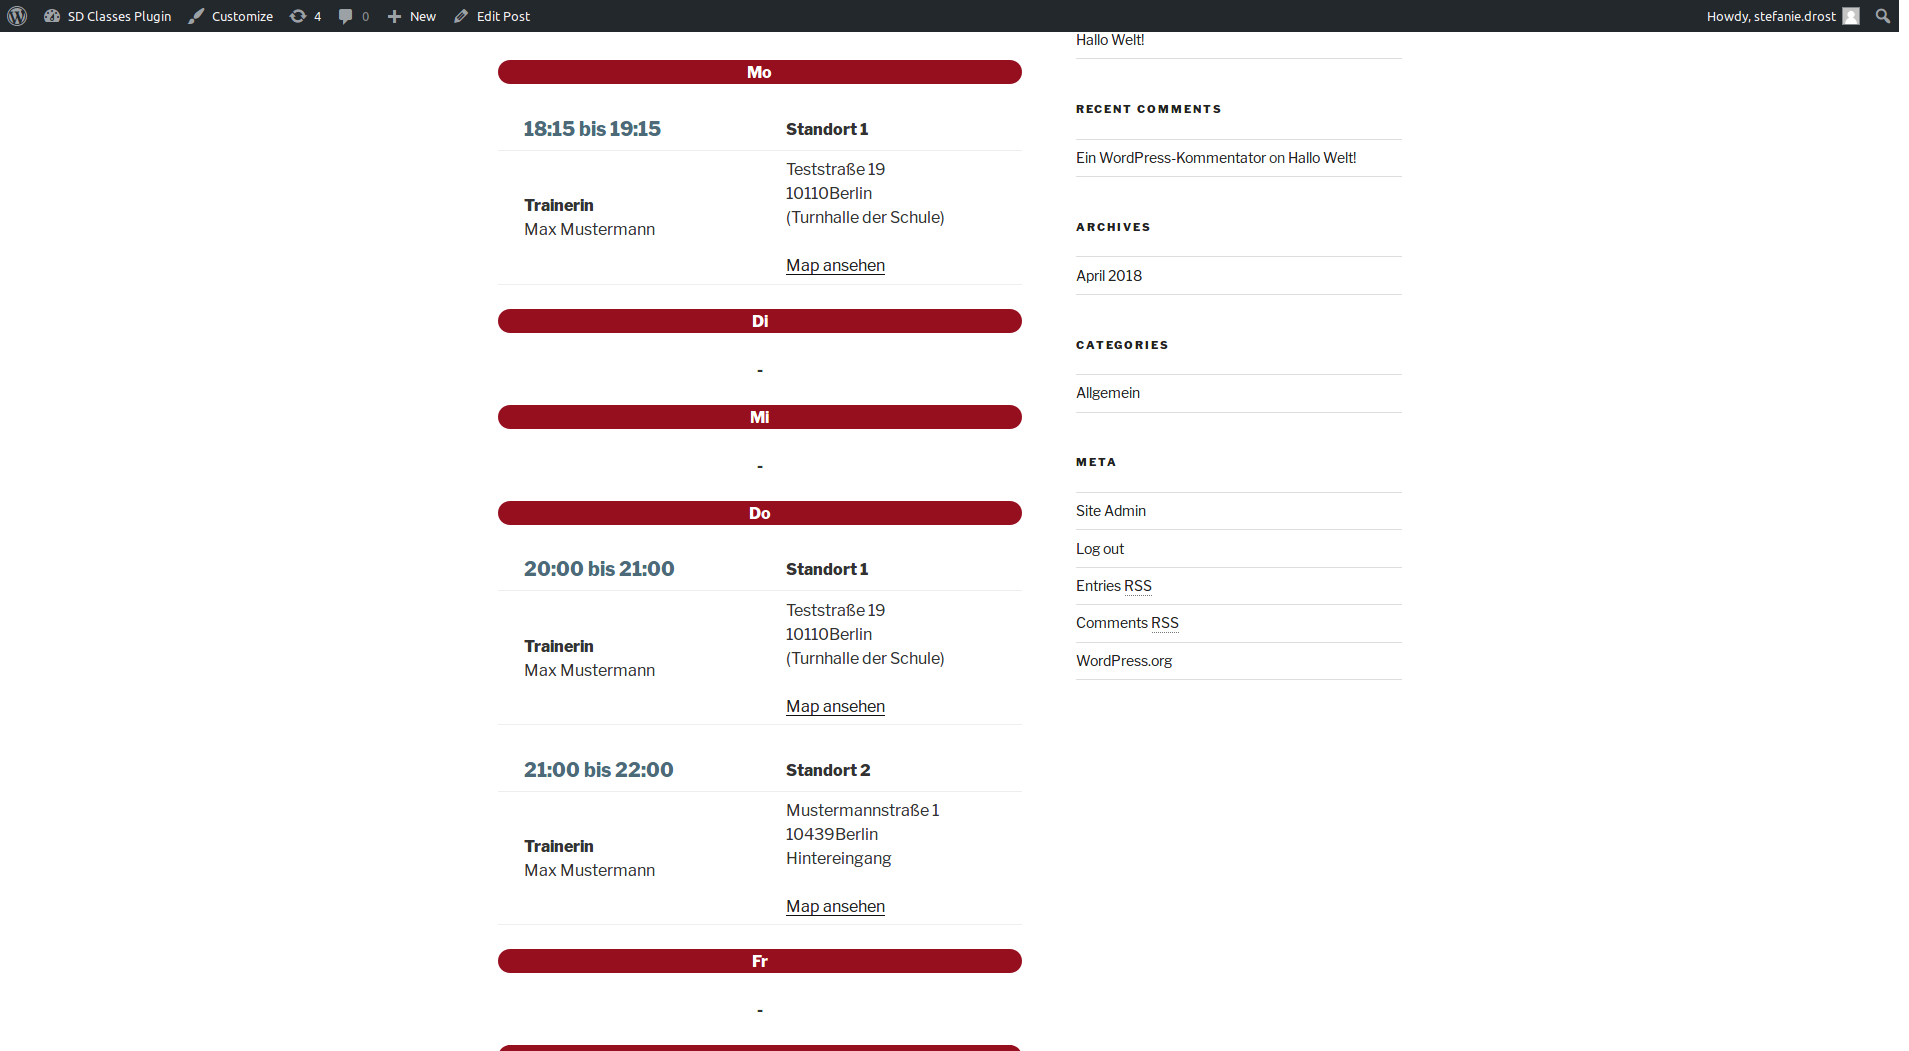 SD Classes Plugin Customize 4 0 New Edit Post Howdy, stefanie.drost
Mo
18:15 bis 19:15 Standort 1
Teststraße 19
10110Berlin
(Turnhalle der Schule)
Trainerin
Max Mustermann
Map ansehen
Di
-
Mi
-
Do
20:00 bis 21:00 Standort 1
Teststraße 19
10110Berlin
(Turnhalle der Schule)
Trainerin
Max Mustermann
Map ansehen
21:00 bis 22:00 Standort 2
Mustermannstraße 1
10439Berlin
Hintereingang
Trainerin
Max Mustermann
Map ansehen
Fr
-
Hallo Welt!
RECENT COMMENTS
Ein WordPress-Kommentator on Hallo Welt!
ARCHIVES
April 2018
CATEGORIES
Allgemein
META
Site Admin
Log out
Entries RSS
Comments RSS
WordPress.org